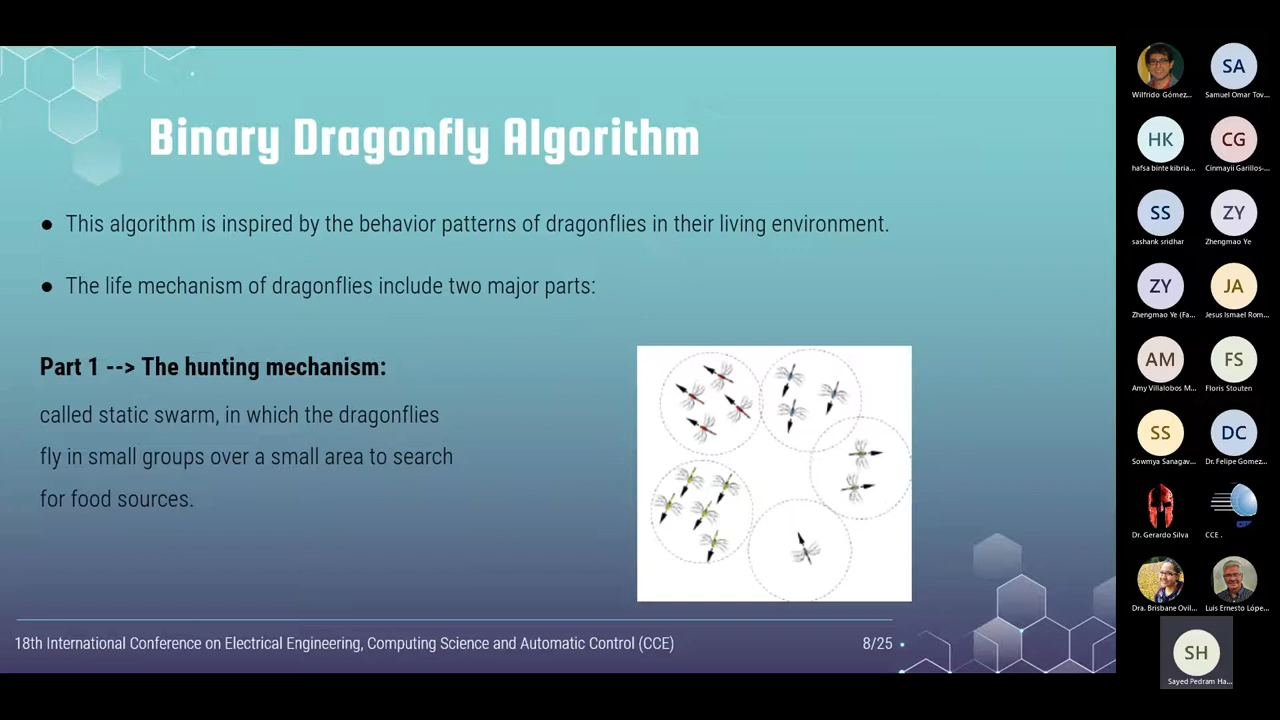 Binary Dragonfly Algorithm
● This algorithm is inspired by the behavior patterns of dragonflies in their living environment.
● The life mechanism of dragonflies include two major parts:
Part 1 --> The hunting mechanism:
called static swarm, in which the dragonflies
fly in small groups over a small area to search
for food sources.
18th International Conference on Electrical Engineering, Computing Science and Automatic Control (CCE)
8/25
Wilfrido Gómez...
SA
Samuel Omar Tov...
HK
hafsa binte kibria...
CG
Cinmayii Garillos-...
SS
sashank sridhar
ZY
Zhengmao Ye
ZY
Zhengmao Ye (Fa...
JA
Jesus Ismael Rom...
AM
Amy Villalobos M...
FS
Floris Stouten
SS
Sowmya Sanagav...
DC
Dr. Felipe Gomez...
Dr. Gerardo Silva
CCE .
Dra. Brisbane Ovil...
Luis Ernesto Lópe...
SH
Sayed Pedram Ha...